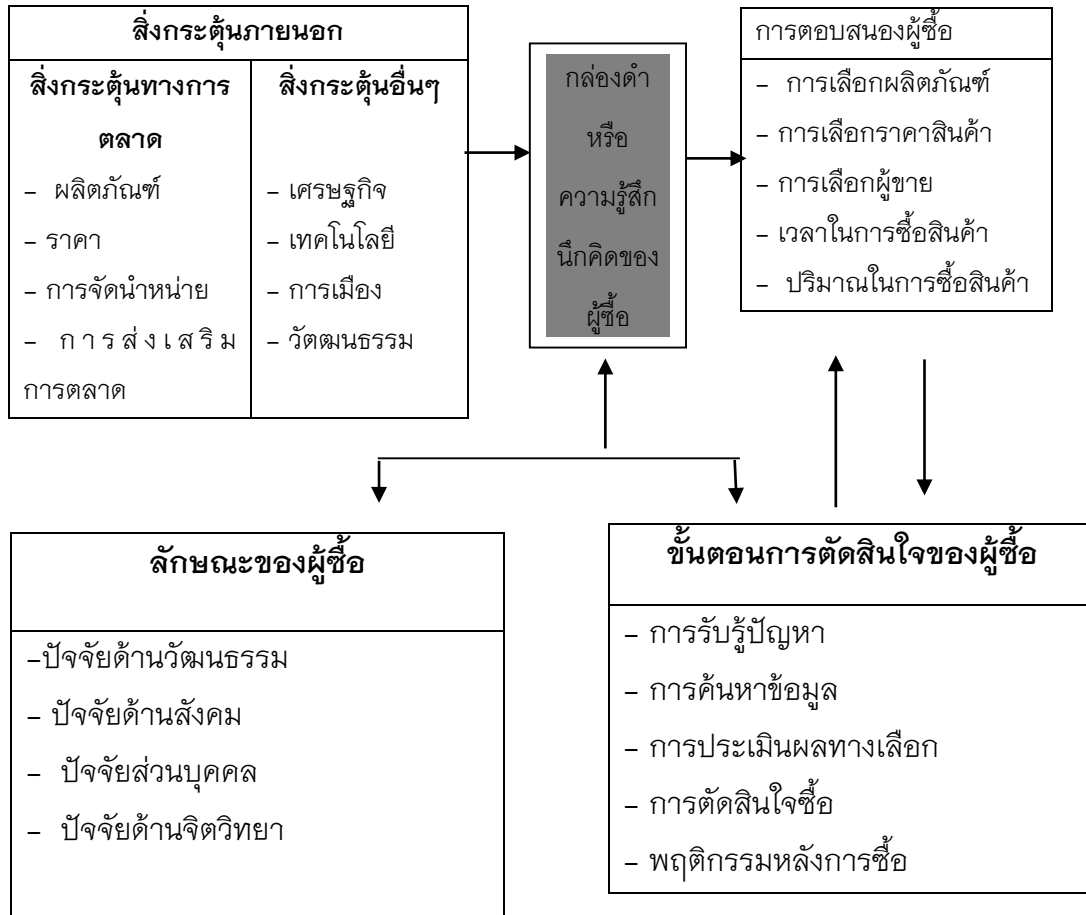 สิ่งกระตุ้นภายนอก
สิ่งกระตุ้นทางการ
ตลาด
– ผลิตภัณฑ์
– ราคา
– การจัดนำหน่าย
– การส่งเสริม
การตลาด
สิ่งกระตุ้นอื่นๆ
– เศรษฐกิจ
– เทคโนโลยี
– การเมือง
– วัตฒนธรรม
กล่องดำ
หรือ
ความรู้สึก
นึกคิดของ
ผู้ซื้อ
การตอบสนองผู้ซื้อ
– การเลือกผลิตภัณฑ์
– การเลือกราคาสินค้า
– การเลือกผู้ขาย
– เวลาในการซื้อสินค้า
– ปริมาณในการซื้อสินค้า
ลักษณะของผู้ซื้อ
–ปัจจัยด้านวัฒนธรรม
– ปัจจัยด้านสังคม
– ปัจจัยส่วนบุคคล
– ปัจจัยด้านจิตวิทยา
ขั้นตอนการตัดสินใจของผู้ซื้อ
– การรับรู้ปัญหา
– การค้นหาข้อมูล
– การประเมินผลทางเลือก
– การตัดสินใจซื้อ
– พฤติกรรมหลังการซื้อ